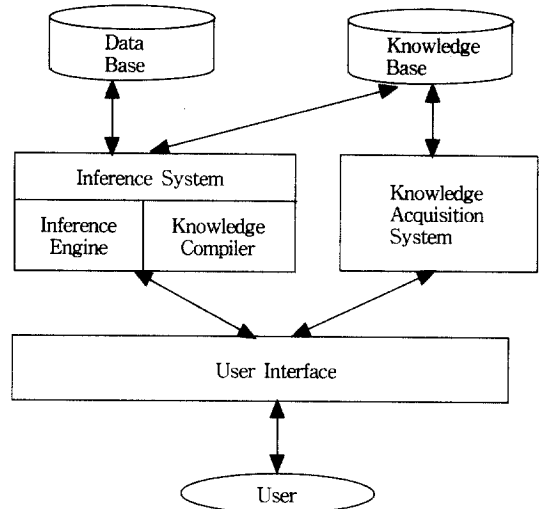 Data
Base
Knowledge
Base
Inference System
Inference
Engine
Knowledge
Compiler
Knowledge
Acquisition
System
User Interface
User